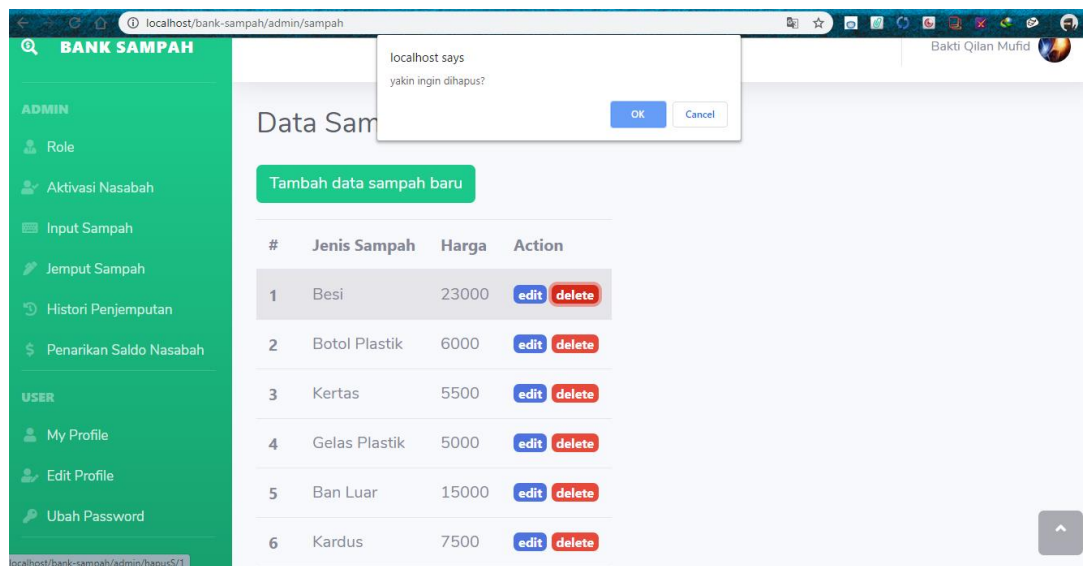 localhost/bank-sampah/admin/sampah
BANK SAMPAH
Bakti Qilan Mufid
localhost says
yakin ingin dihapus?
OK
Cancel
ADMIN
Role
Aktivasi Nasabah
Input Sampah
Jemput Sampah
Histori Penjemputan
Penarikan Saldo Nasabah
USER
My Profile
Edit Profile
Ubah Password
Data Sam
Tambah data sampah baru
# Jenis Sampah Harga Action
1 Besi 23000 edit delete
2 Botol Plastik 6000 edit delete
3 Kertas 5500 edit delete
4 Gelas Plastik 5000 edit delete
5 Ban Luar 15000 edit delete
6 Kardus 7500 edit delete
localhost/bank-sampah/admin/hapusS/1